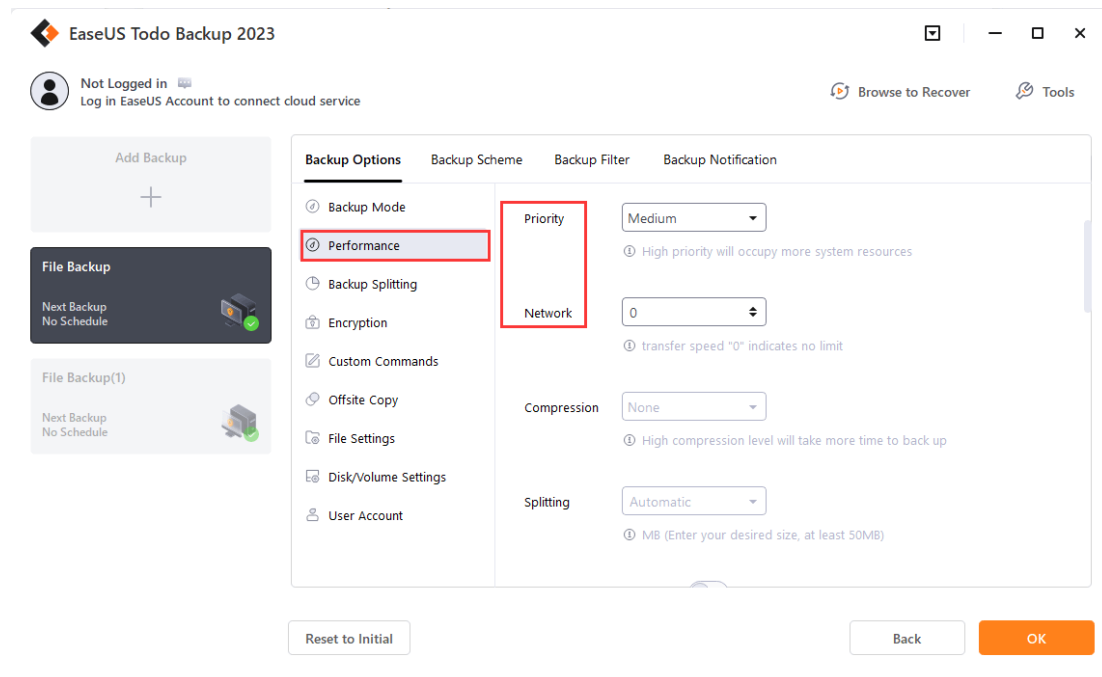 EaseUS Todo Backup 2023
Not Logged in
Log in EaseUS Account to connect cloud service
Browse to Recover
Tools
Add Backup
File Backup
Next Backup
No Schedule
File Backup(1)
Next Backup
No Schedule
Backup Options
Backup Scheme
Backup Filter
Backup Notification
Backup Mode
Performance
Backup Splitting
Encryption
Custom Commands
Offsite Copy
File Settings
Disk/Volume Settings
User Account
Priority
Medium
High priority will occupy more system resources
Network
0
transfer speed "0" indicates no limit
Compression
None
High compression level will take more time to back up
Splitting
Automatic
MB (Enter your desired size, at least 50MB)
Reset to Initial
Back
OK